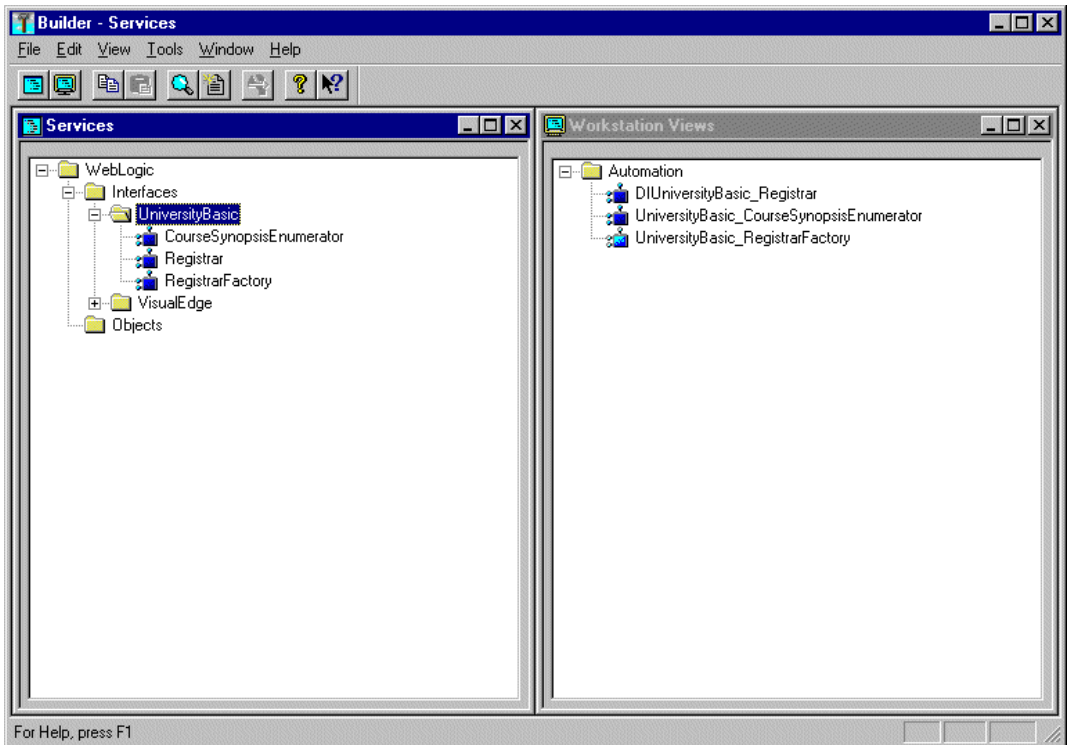 Builder - Services
File Edit View Tools Window Help
Services
WebLogic
Interfaces
UniversityBasic
CourseSynopsisEnumerator
Registrar
RegistrarFactory
VisualEdge
Objects
Workstation Views
Automation
DIUniversityBasic_Registrar
UniversityBasic_CourseSynopsisEnumerator
UniversityBasic_RegistrarFactory
For Help, press F1